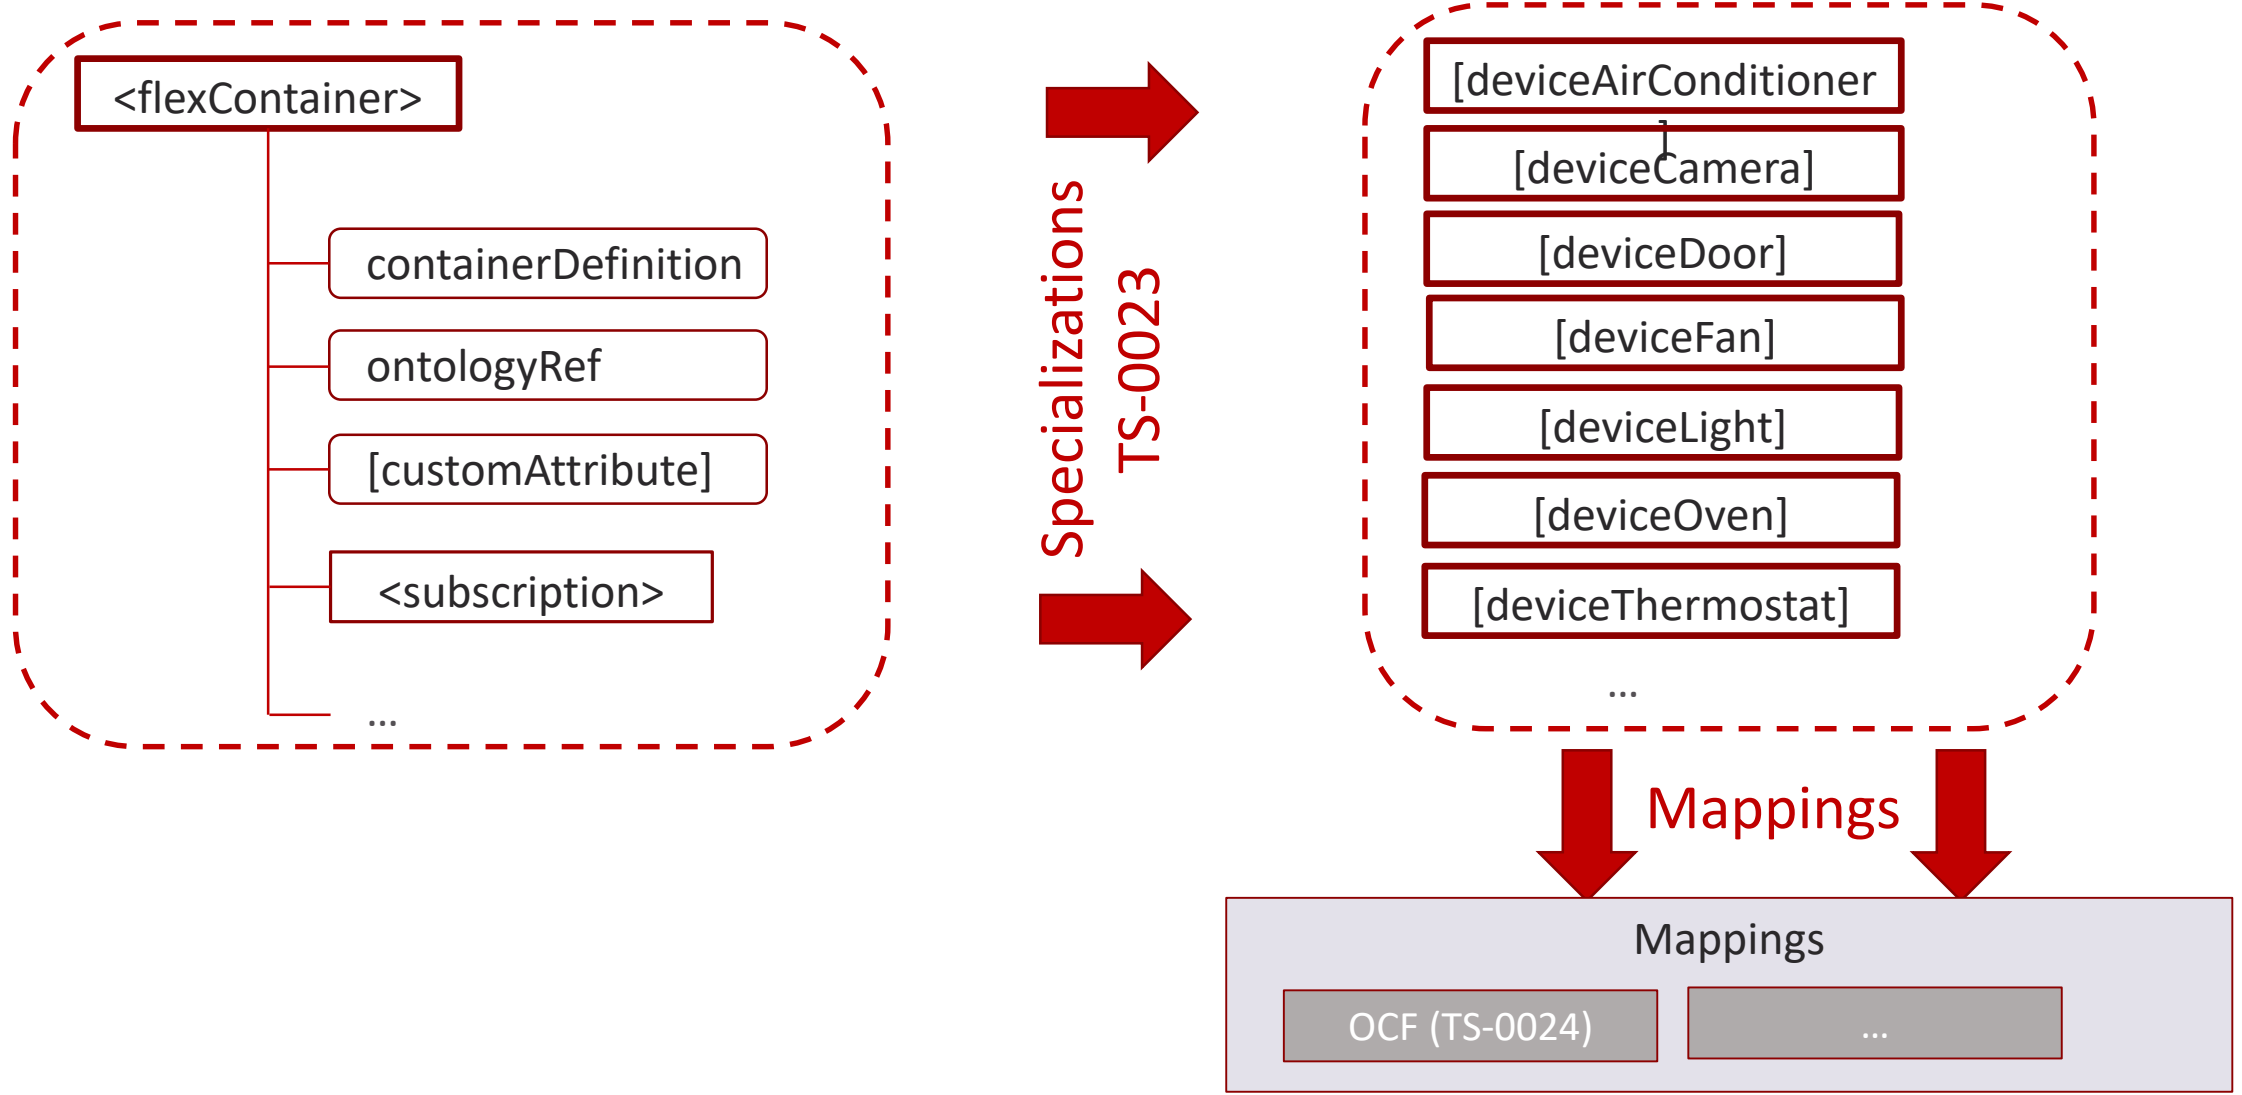 <flexContainer>
containerDefinition
ontologyRef
[customAttribute]
<subscription>
...
Specializations
TS-0023
[deviceAirConditioner
]
[deviceCamera]
[deviceDoor]
[deviceFan]
[deviceLight]
[deviceOven]
[deviceThermostat]
...
Mappings
Mappings
OCF (TS-0024)
...